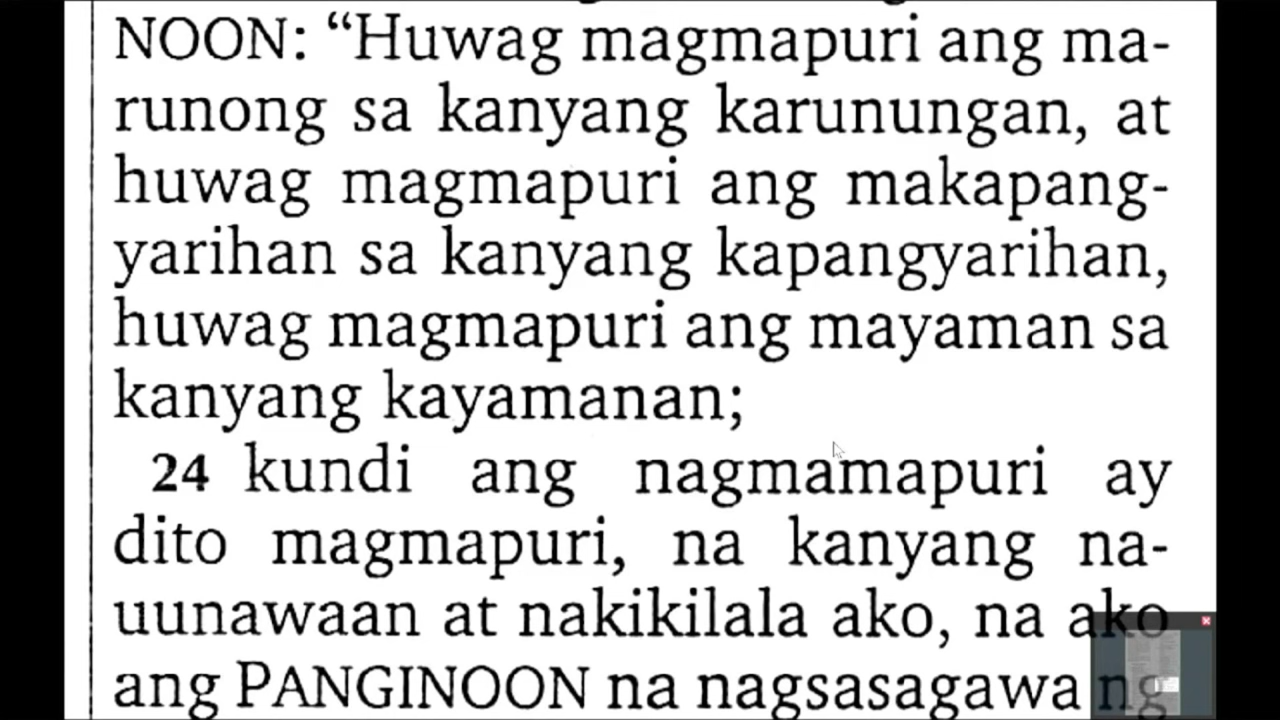 NOON: “Huwag magmapuri ang ma-
runong sa kanyang karunungan, at
huwag magmapuri ang makapang-
yarihan sa kanyang kapangyarihan,
huwag magmapuri ang mayaman sa
kanyang kayamanan;
24 kundi ang nagmamapuri ay
dito magmapuri, na kanyang na-
uunawaan at nakikilala ako, na ako
ang PANGINOON na nagsasagawa ng